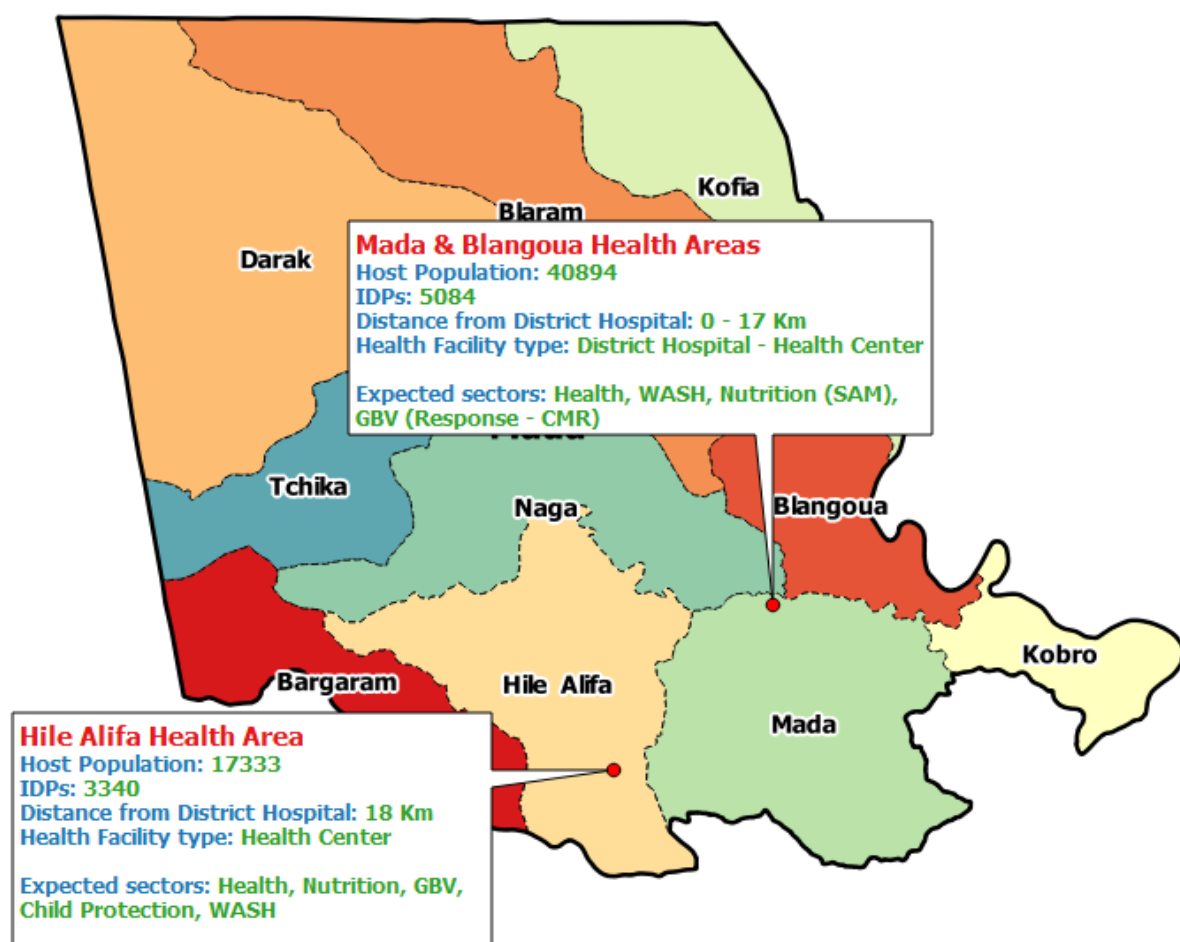 Kofia
Blaram
Darak
Mada & Blangoua Health Areas
Host Population: 40894
IDPs: 5084
Distance from District Hospital: 0 - 17 Km
Health Facility type: District Hospital - Health Center
Expected sectors: Health, WASH, Nutrition (SAM),
GBV (Response - CMR)
Tchika
Naga
Blangoua
Kobro
Bargaram
Hile Alifa
Mada
Hile Alifa Health Area
Host Population: 17333
IDPs: 3340
Distance from District Hospital: 18 Km
Health Facility type: Health Center
Expected sectors: Health, Nutrition, GBV,
Child Protection, WASH